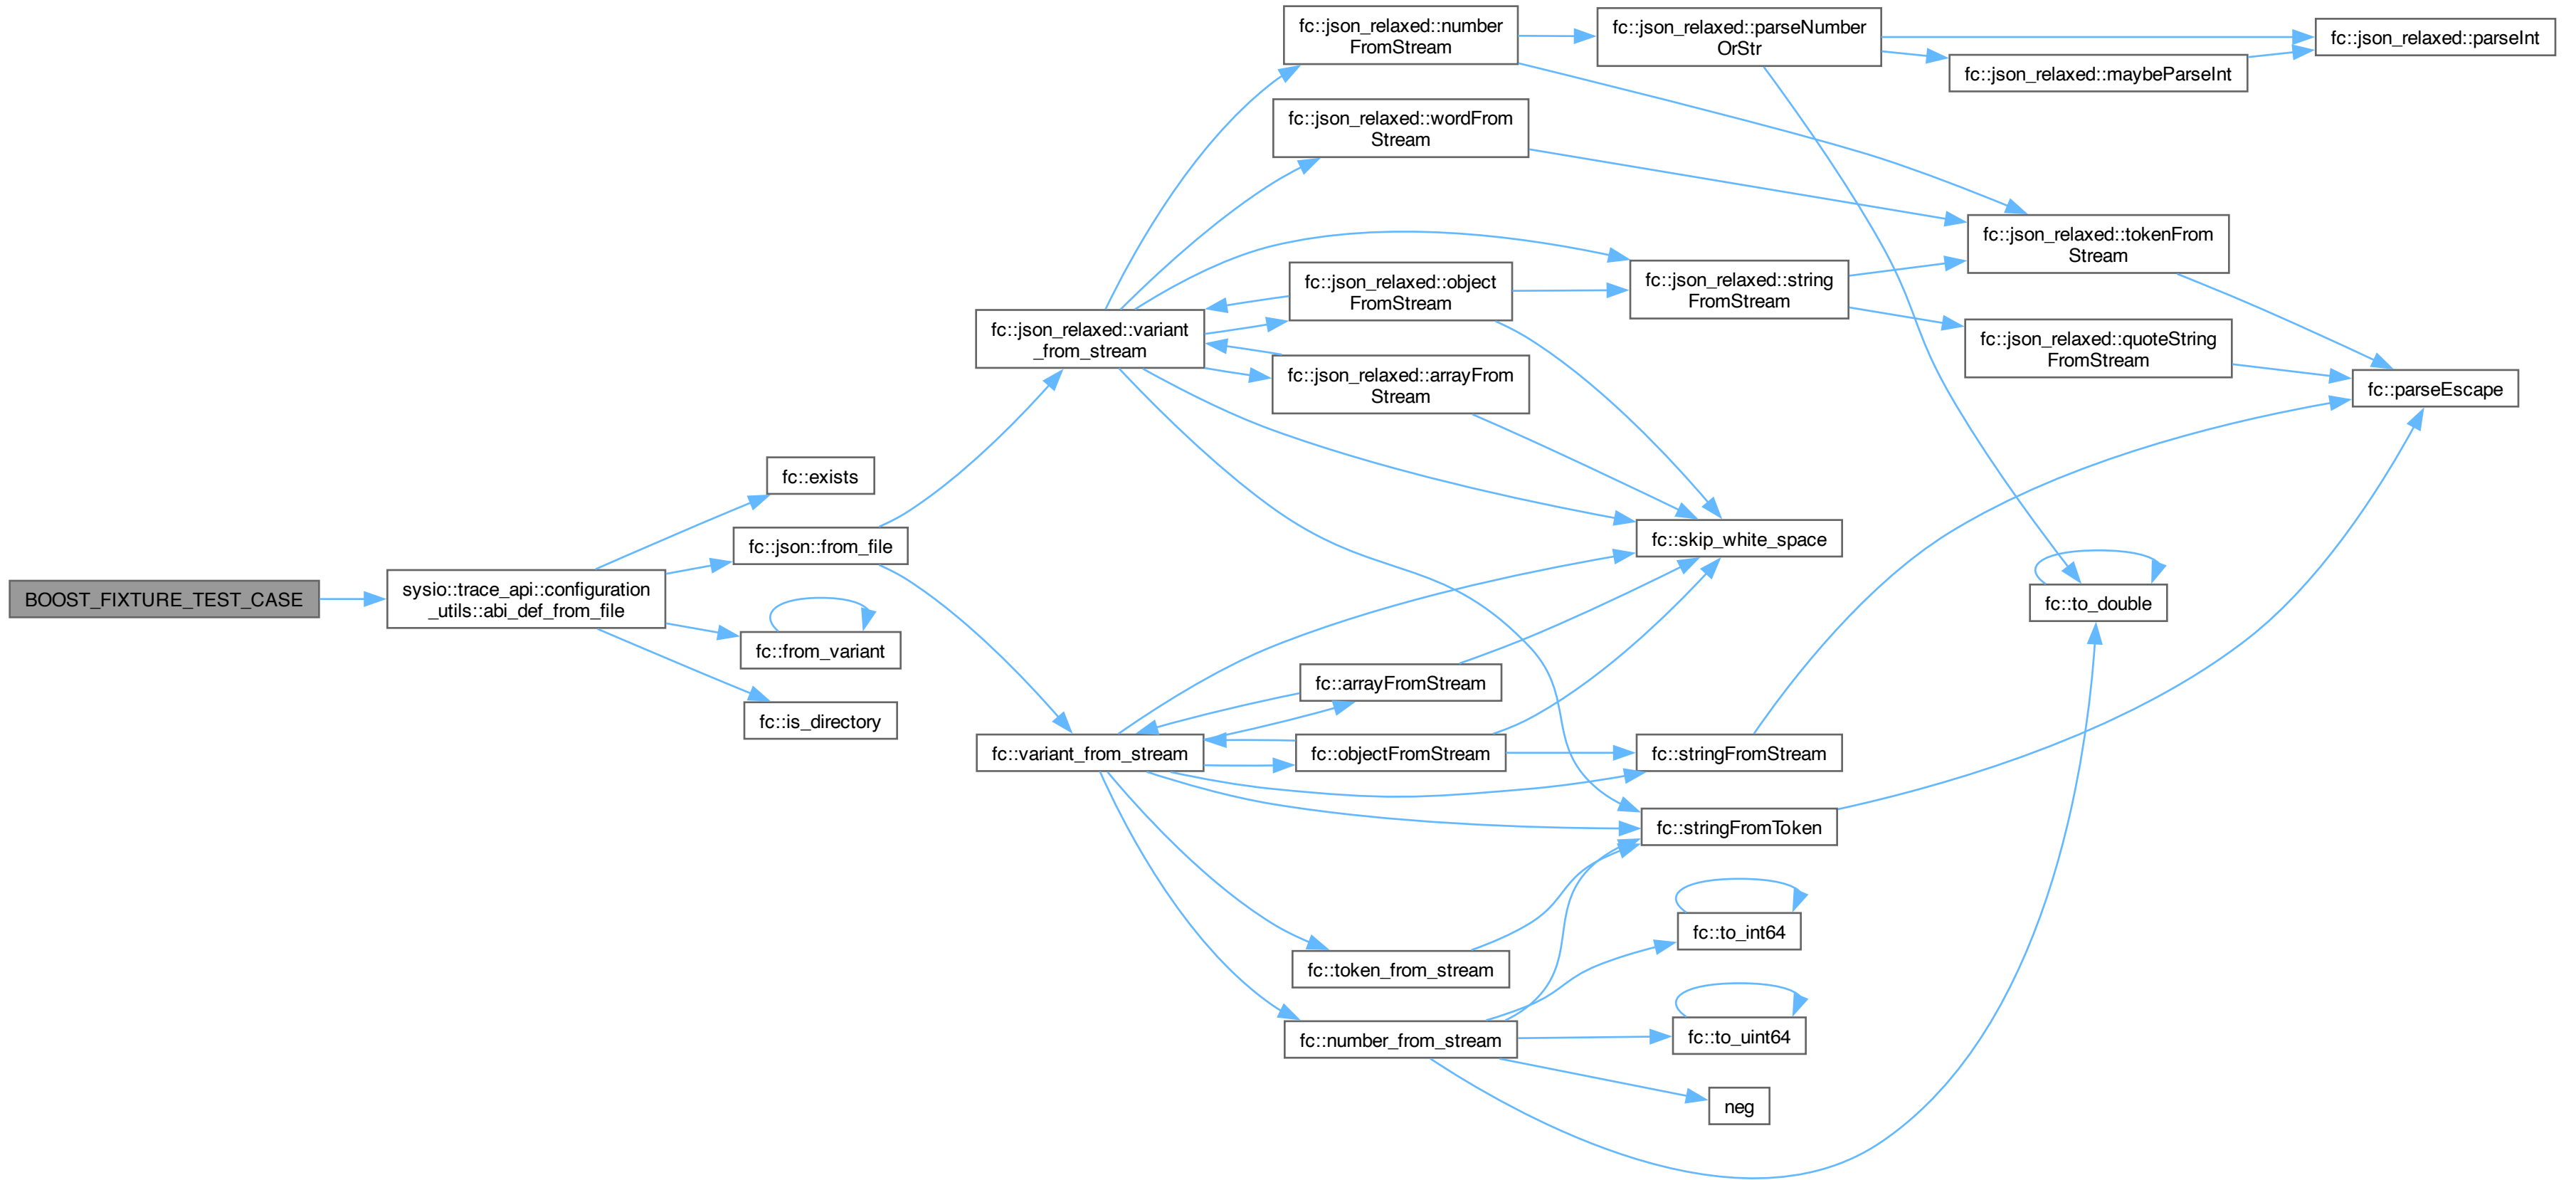 BOOST_FIXTURE_TEST_CASE
sysio::trace_api::configuration
_utils::abi_def_from_file
fc::exists
fc::json::from_file
fc::from_variant
fc::is_directory
fc::json_relaxed::variant
_from_stream
fc::variant_from_stream
fc::json_relaxed::number
FromStream
fc::json_relaxed::wordFrom
Stream
fc::json_relaxed::object
FromStream
fc::json_relaxed::arrayFrom
Stream
fc::arrayFromStream
fc::objectFromStream
fc::token_from_stream
fc::number_from_stream
fc::json_relaxed::parseNumber
OrStr
fc::json_relaxed::string
FromStream
fc::skip_white_space
fc::stringFromStream
fc::stringFromToken
fc::to_int64
fc::to_uint64
neg
fc::json_relaxed::maybeParseInt
fc::json_relaxed::tokenFrom
Stream
fc::json_relaxed::quoteString
FromStream
fc::to_double
fc::json_relaxed::parseInt
fc::parseEscape